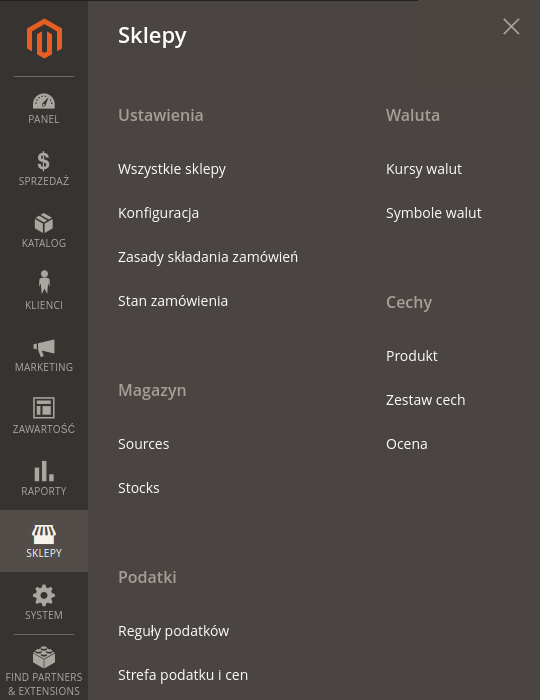 PANEL
SPRZEDAŻ
KATALOG
KLIENCI
MARKETING
ZAWARTOŚĆ
RAPORTY
SKLEPY
SYSTEM
FIND PARTNERS
& EXTENSIONS
Sklepy
Ustawienia
Wszystkie sklepy
Konfiguracja
Zasady składania zamówień
Stan zamówienia
Magazyn
Sources
Stocks
Podatki
Reguły podatków
Strefa podatku i cen
Waluta
Kursy walut
Symbole walut
Cechy
Produkt
Zestaw cech
Ocena